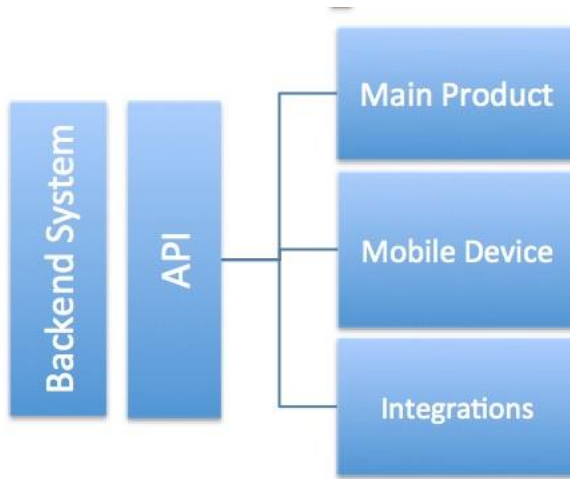 Backend System
API
Main Product
Mobile Device
Integrations